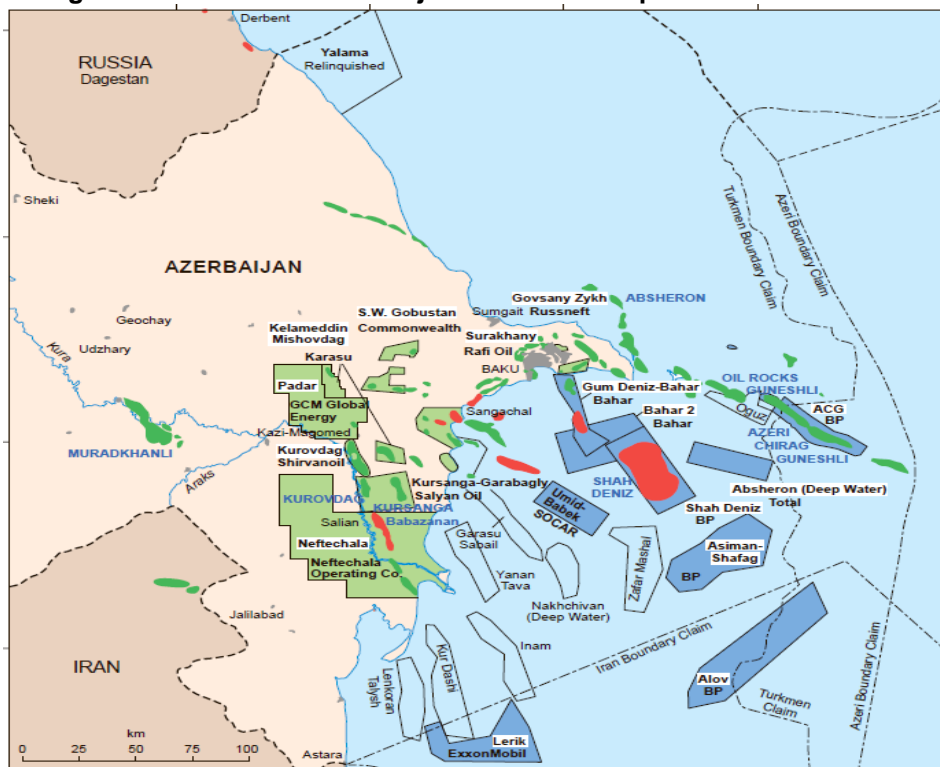 Derbent
RUSSIA
Dagestan
Yalama
Relinquished
Sheki
Turkmen Boundary Claim
Azeri Boundary Claim
AZERBAIJAN
Geochay
Udzhary
Kura
S.W. Gobustan
Commonwealth
Sumgait
Govsany Zykh
Russneft
ABSHERON
Kelameddin
Mishovdag
Karasu
Surakhany
Rafi Oil
BAKU
Padar
GCM Global
Energy
Kazi-Magomed
Sangachal
Gum Deniz-Bahar
Bahar
Bahar 2
Bahar
OIL ROCKS
GUNESHLI
Oguz
ACG
BP
AZERI
CHIRAG
GUNESHLI
MURADKHANLI
Araks
Kurovdag
Shirvanoil
KUROVDAG
Kursanga-Garabagly
Salyan Oil
KURSANGA
Babazanan
Salian
Neftechala
Neftechala
Operating Co.
Umid-
Babek
SOCAR
SHAH
DENIZ
Shah Deniz
BP
Absheron (Deep Water)
Total
Asiman-
Shafag
BP
Garasu
Sabail
Yanan
Tava
Nakhchivan
(Deep Water)
Zafar Mashal
Jalilabad
IRAN
Inam
Iran Boundary Claim
Kur Dashi
Lenkoran
Talysh
Alov
BP
Turkmen
Claim
Azeri Boundary Claim
Lerik
ExxonMobil
Astara
km
0 25 50 75 100